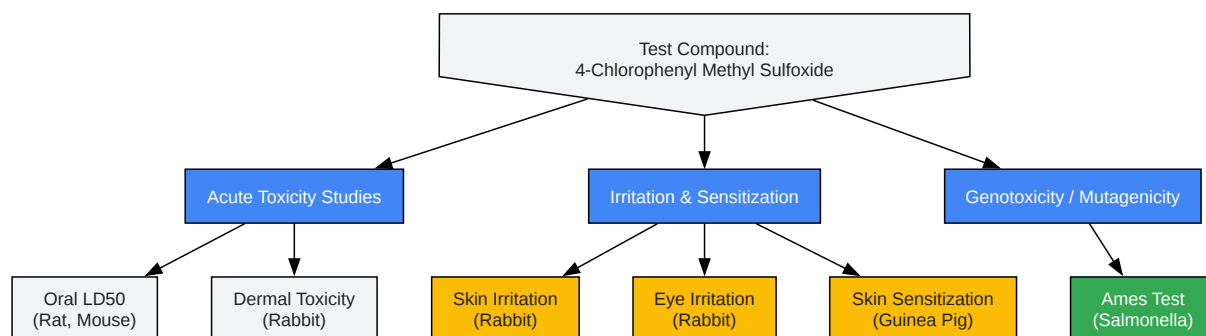 Test Compound:
4-Chlorophenyl Methyl Sulfoxide
Acute Toxicity Studies
Irritation & Sensitization
Genotoxicity / Mutagenicity
Oral LD50
(Rat, Mouse)
Dermal Toxicity
(Rabbit)
Skin Irritation
(Rabbit)
Eye Irritation
(Rabbit)
Skin Sensitization
(Guinea Pig)
Ames Test
(Salmonella)